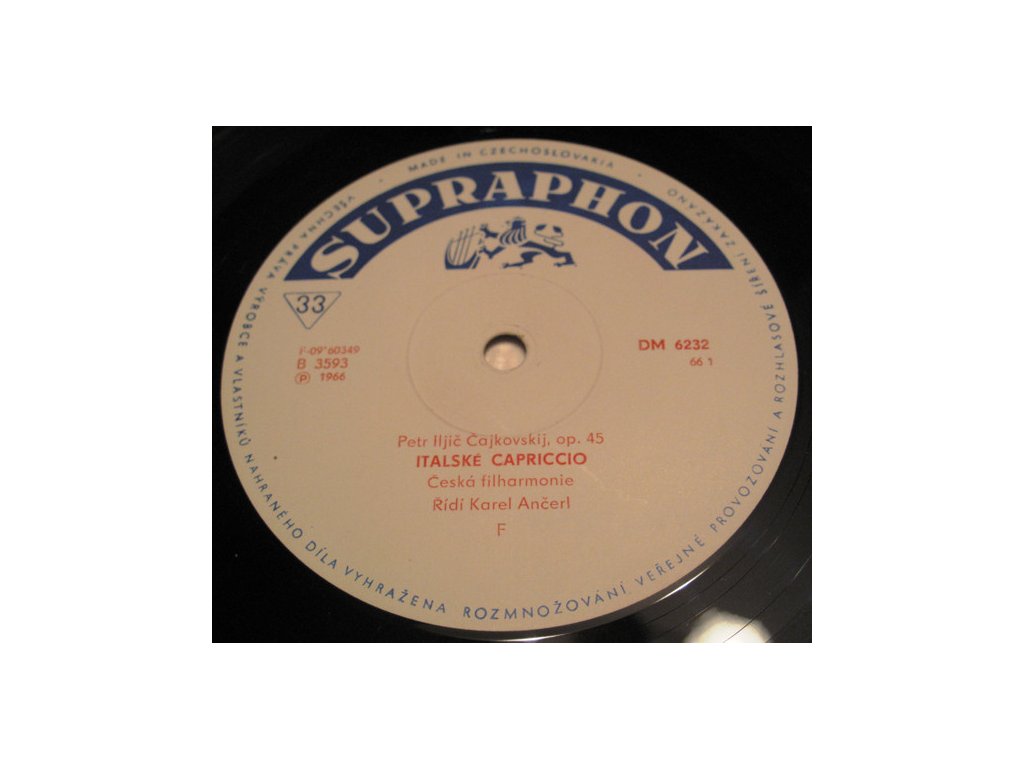 MADE IN CZECHOSLOVAKIA
SUPRAPHON
33
F-09*60349
B 3593
Ⓟ 1966
DM 6232
66 1
Petr Iljič Čajkovskij, op. 45
ITALSKÉ CAPRICCIO
Česká filharmonie
Řídí Karel Ančerl
F
VŠECHNA PRÁVA VÝROBCE A VLASTNÍKŮ NAHRANÉHO DÍLA VYHRAŽENA ROZMNOŽOVÁNÍ VEŘEJNÉ PROVOZOVÁNÍ A ROZHLASOVÉ ŠÍŘENÍ ZAKÁZÁNO